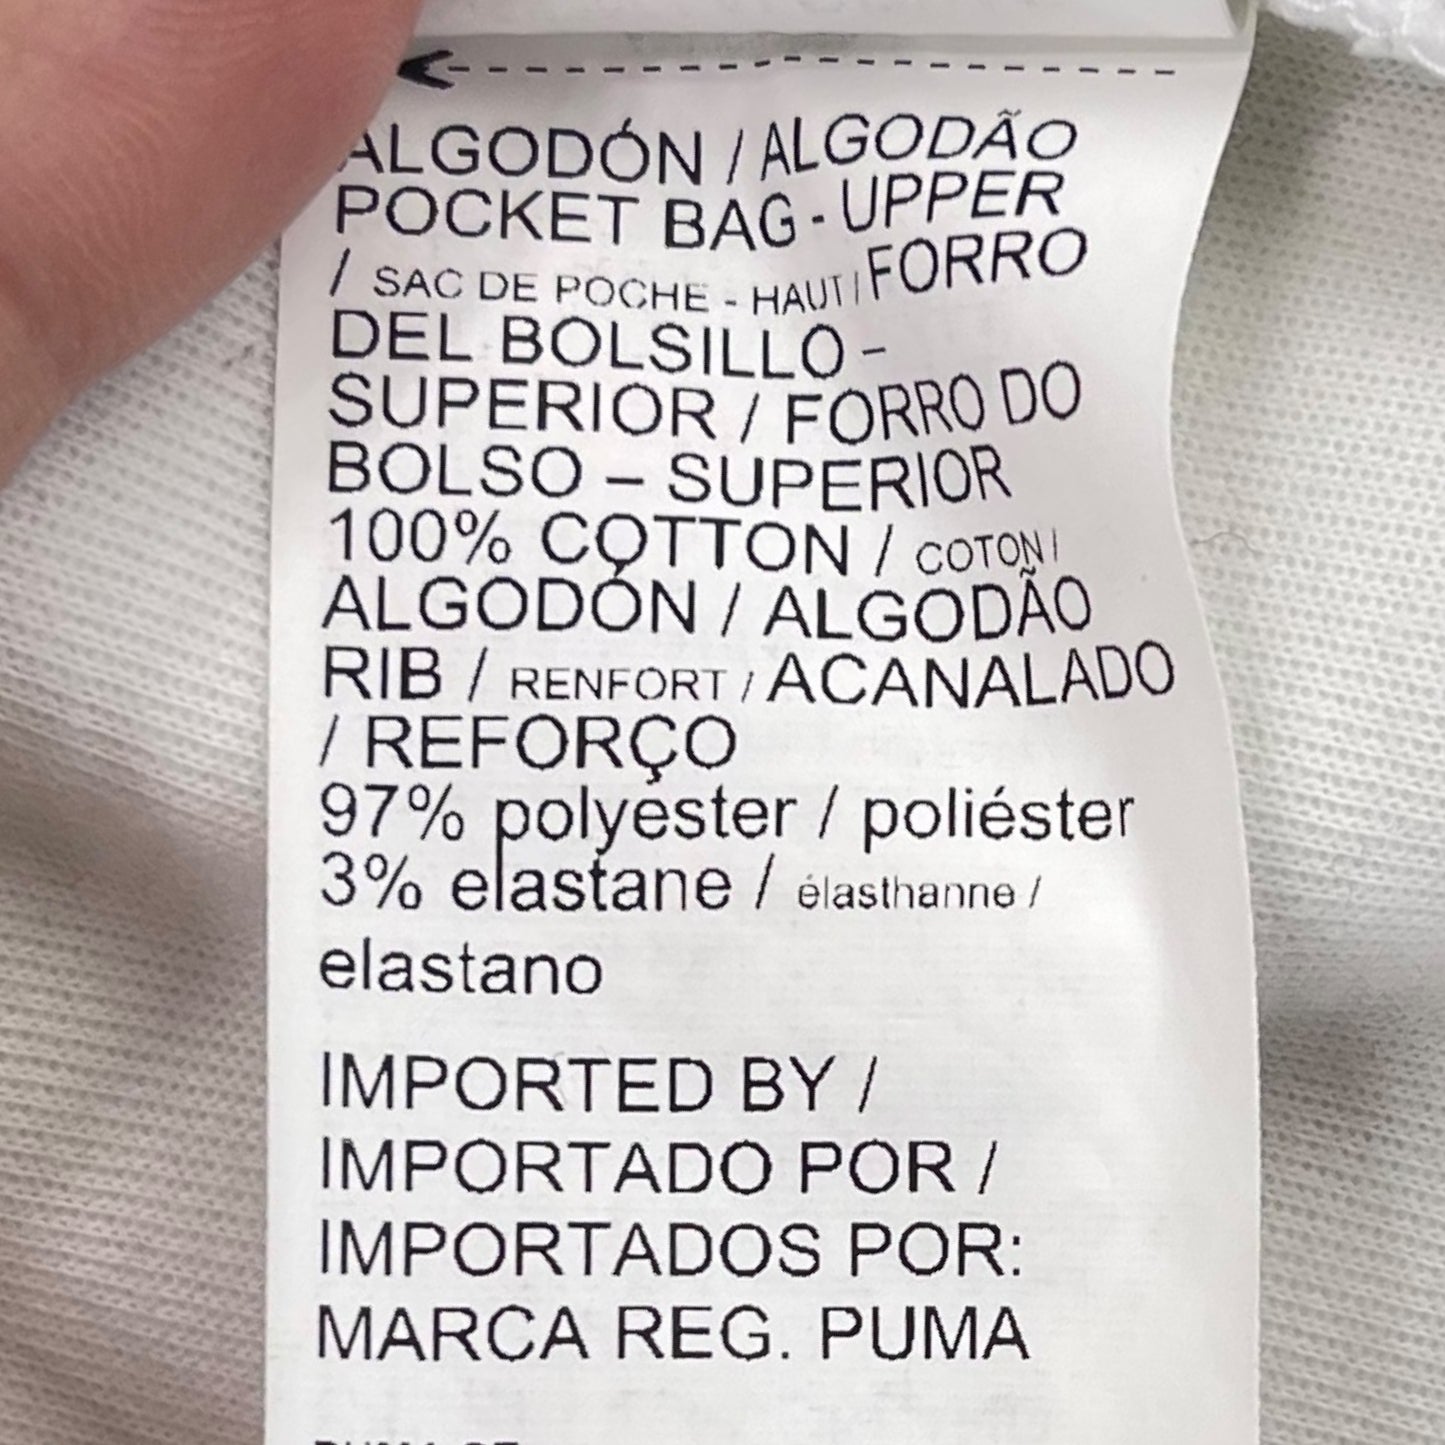 ALGODÓN / ALGODÃO
POCKET BAG - UPPER
/ SAC DE POCHE - HAUT / FORRO
DEL BOLSILLO -
SUPERIOR / FORRO DO
BOLSO – SUPERIOR
100% COTTON / COTON /
ALGODÓN / ALGODÃO
RIB / RENFORT / ACANALADO
/ REFORÇO
97% polyester / poliéster
3% elastane / élasthanne /
elastano
IMPORTED BY /
IMPORTADO POR /
IMPORTADOS POR:
MARCA REG. PUMA